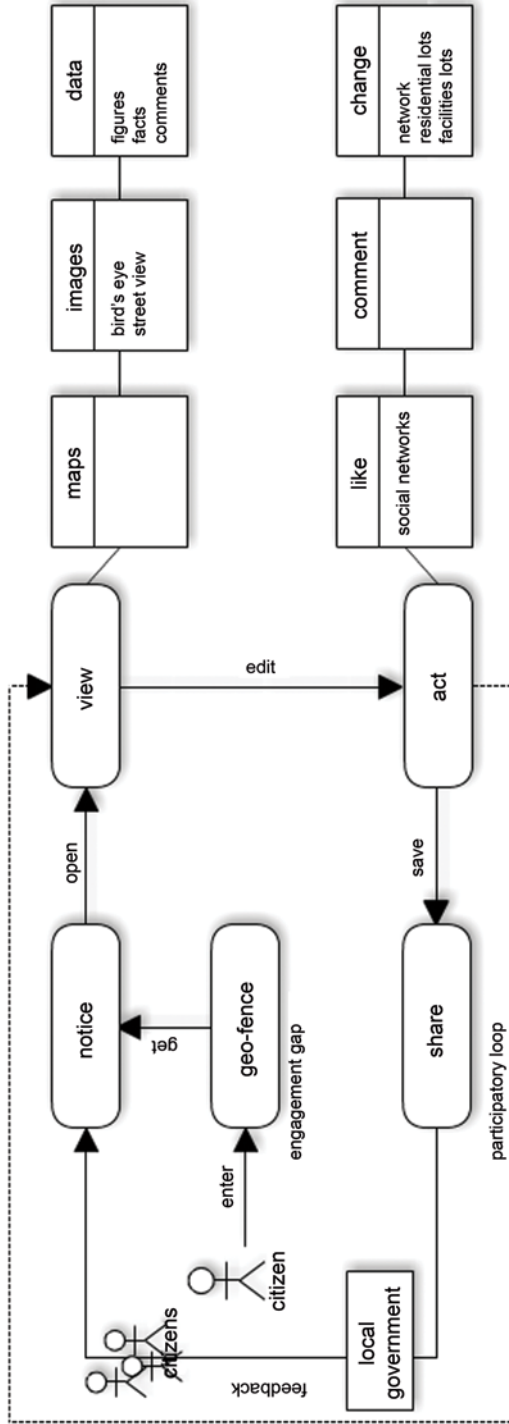 data
figures
facts
comments
images
bird's eye
street view
maps
view
open
notice
get
geo-fence
engagement gap
enter
citizen
citizens
feedback
edit
change
network
residential lots
facilities lots
comment
like
social networks
act
save
share
participatory loop
local
government